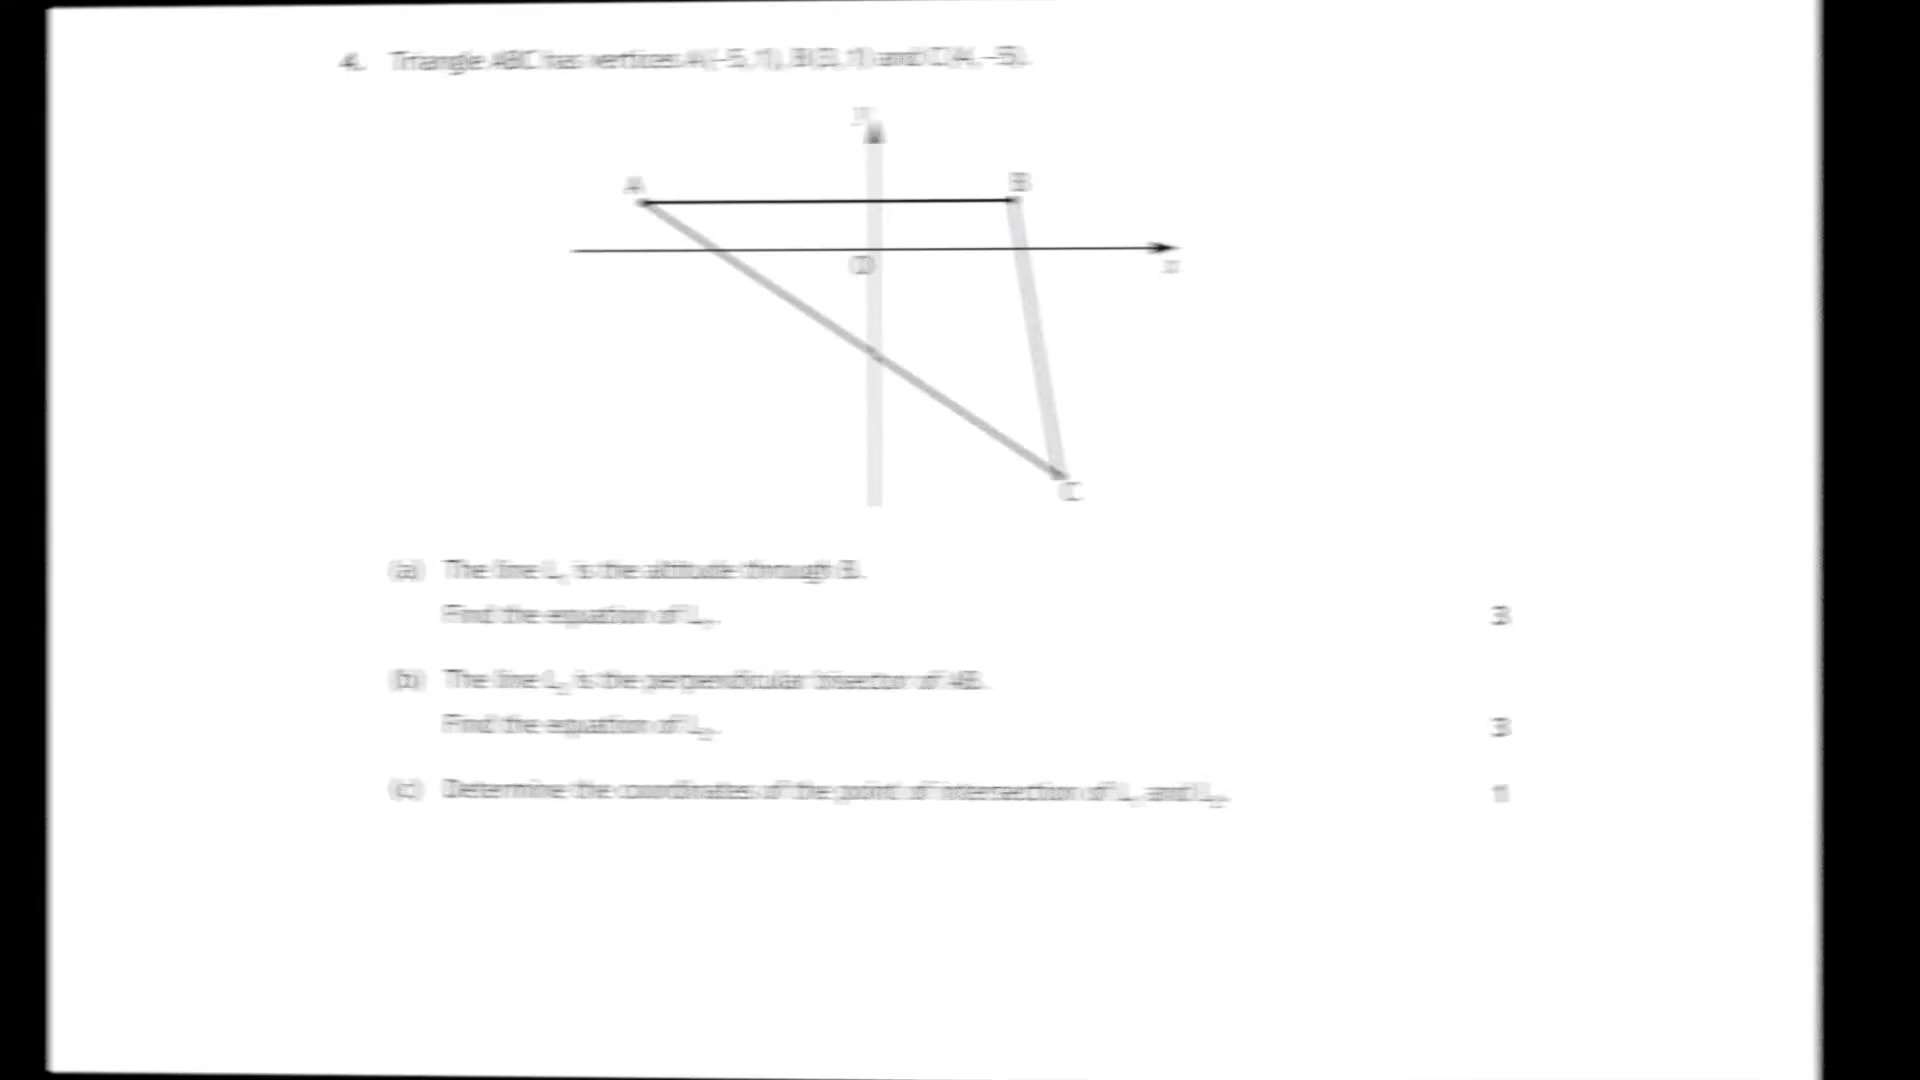 4. Triangle ABC has vertices A(−5, 1), B(3, 1) and C(4, −5).
y
A
B
O
x
C
(a) The line L₁ is the altitude through B.
Find the equation of L₁.
3
(b) The line L₂ is the perpendicular bisector of AB.
Find the equation of L₂.
3
(c) Determine the coordinates of the point of intersection of L₁ and L₂.
1